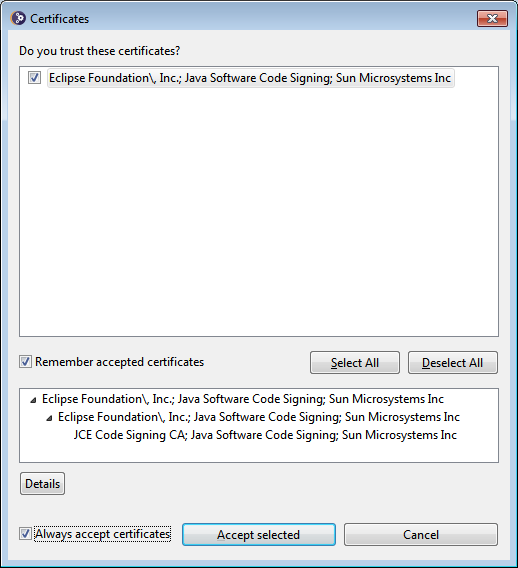 Certificates
Do you trust these certificates?
Eclipse Foundation\, Inc.; Java Software Code Signing; Sun Microsystems Inc
Remember accepted certificates
Select All
Deselect All
Eclipse Foundation\, Inc.; Java Software Code Signing; Sun Microsystems Inc
Eclipse Foundation\, Inc.; Java Software Code Signing; Sun Microsystems Inc
JCE Code Signing CA; Java Software Code Signing; Sun Microsystems Inc
Details
Always accept certificates
Accept selected
Cancel